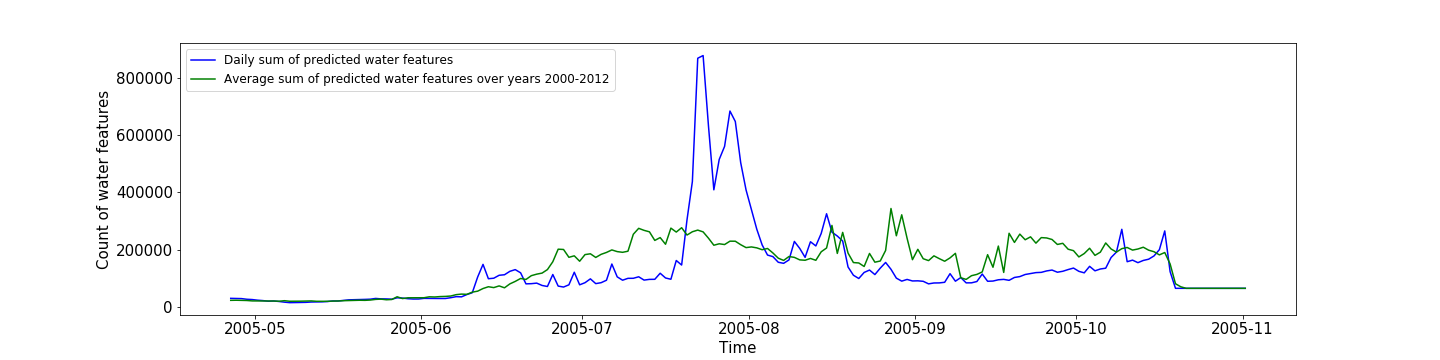 Daily sum of predicted water features
Average sum of predicted water features over years 2000-2012
Count of water features
800000
600000
400000
200000
0
2005-05 2005-06 2005-07 2005-08 2005-09 2005-10 2005-11
Time